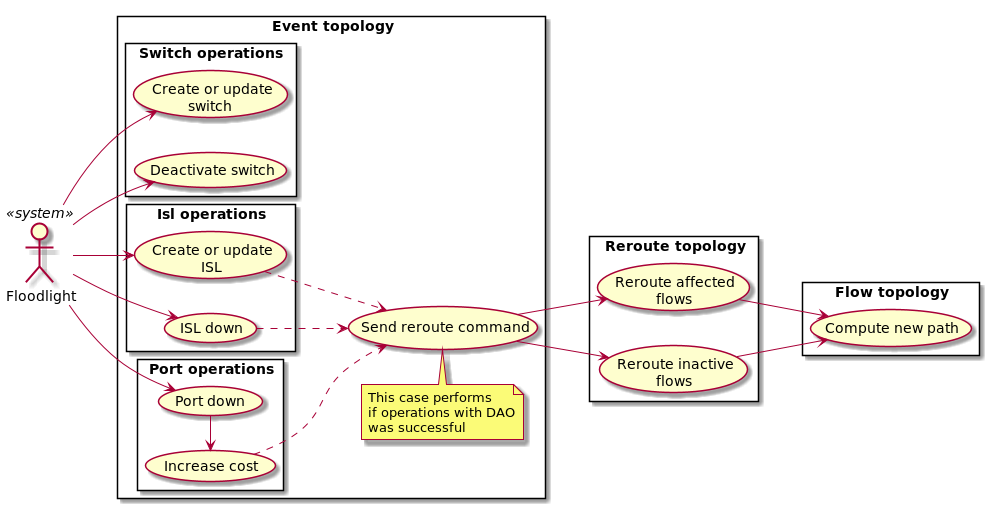 Event topology
Switch operations
Create or update
switch
Deactivate switch
«system»
Floodlight
Isl operations
Create or update
ISL
ISL down
Port operations
Port down
Increase cost
Send reroute command
This case performs
if operations with DAO
was successful
Reroute topology
Reroute affected
flows
Reroute inactive
flows
Flow topology
Compute new path